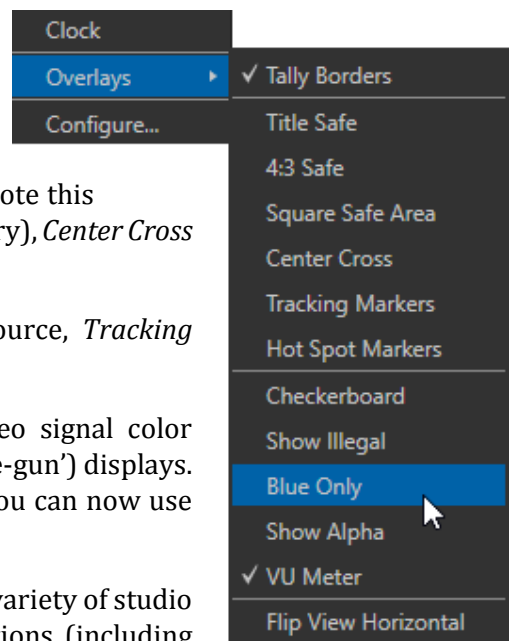 Clock
Overlays
Configure...
✓ Tally Borders
Title Safe
4:3 Safe
Square Safe Area
Center Cross
Tracking Markers
Hot Spot Markers
Checkerboard
Show Illegal
Blue Only
Show Alpha
✓ VU Meter
Flip View Horizontal
ote this
ry), Center Cross
ource, Tracking
eo signal color
e-gun’) displays.
ou can now use
variety of studio
ions (including